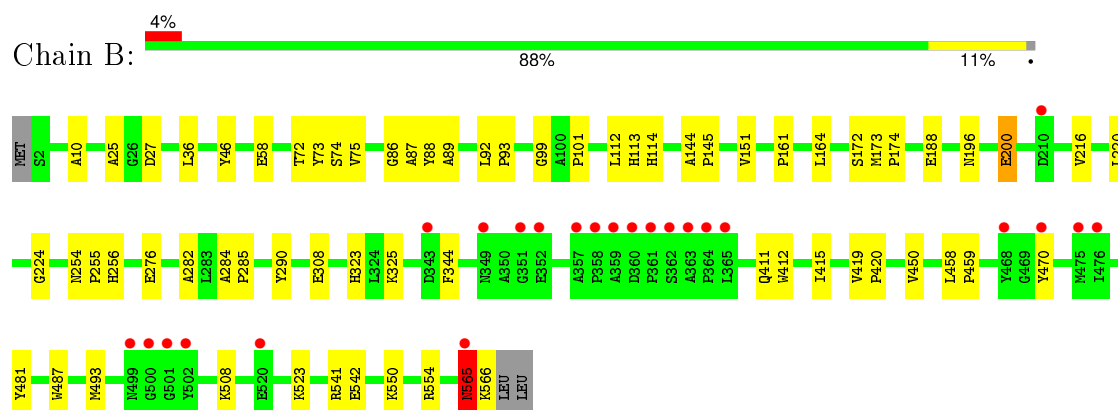 4%
Chain B:
88% 11% •
MET S2 A10 A25 G26 D27 L36 Y46 E58 T72 Y73 S74 V75 G86 A87 Y88 A89 L92 P93 G99 A100 P101 L112 H113 H114 A144 P145 V151 P161 L164 S172 M173 P174 E188 N196 E200 D210 V216
G224 N254 P255 H256 E276 A282 L283 A284 P285 Y290 E308 H323 L324 K325 D343 F344 N349 A350 G351 E352 A357 P358 A359 D360 P361 S362 A363 P364 L365 Q411 W412 I415 V419 P420 V450 L458 P459 Y468 G469 Y470 M475 I476
Y481 W487 M493 N499 G500 G501 Y502 K508 E520 K523 R541 E542 K550 R554 N565 K566 LEU LEU